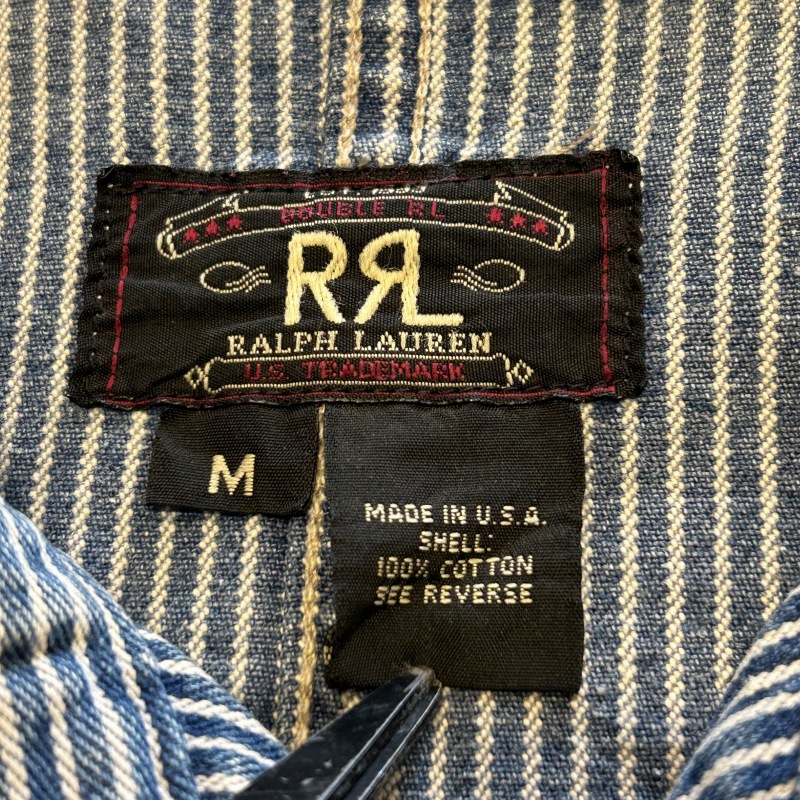 DOUBLE RL
RRL
RALPH LAUREN
U.S. TRADEMARK
M
MADE IN U.S.A.
SHELL:
100% COTTON
SEE REVERSE